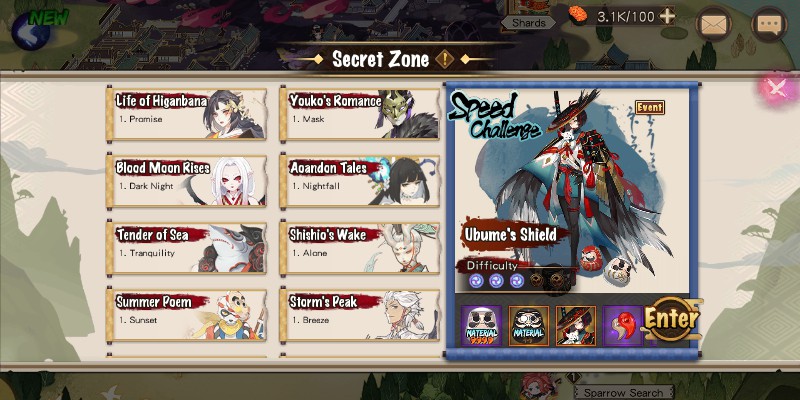 NEW
Shards
3.1K/100
Secret Zone
Life of Higanbana
1. Promise
Youko's Romance
1. Mask
Blood Moon Rises
1. Dark Night
Aoandon Tales
1. Nightfall
Tender of Sea
1. Tranquility
Shishio's Wake
1. Alone
Summer Poem
1. Sunset
Storm's Peak
1. Breeze
Speed
Challenge
Event
Ubume's Shield
Difficulty
MATERIAL
MATERIAL
Enter
Sparrow Search